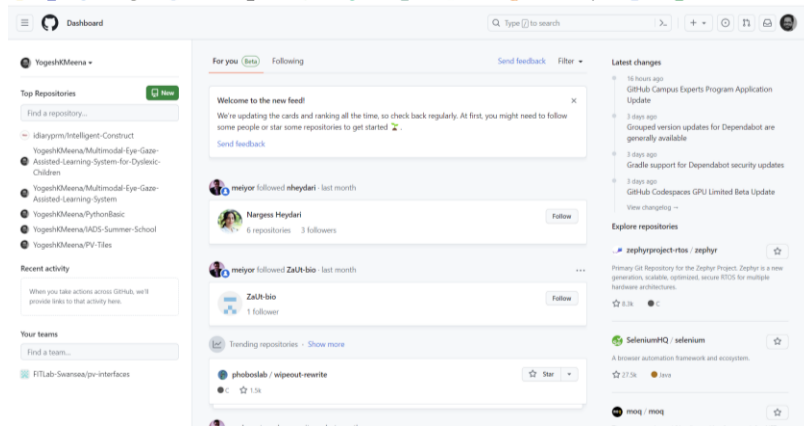 Dashboard
Type / to search
YogeshKMeena
Top Repositories
New
Find a repository...
idiaryprm/Intelligent-Construct
YogeshKMeena/Multimodal-Eye-Gaze-
Assisted-Learning-System-for-Dyslexic-
Children
YogeshKMeena/Multimodal-Eye-Gaze-
Assisted-Learning-System
YogeshKMeena/PythonBasic
YogeshKMeena/IADS-Summer-School
YogeshKMeena/PV-Tiles
Recent activity
When you take actions across GitHub, we'll
provide links to that activity here.
Your teams
Find a team...
FITLab-Swansea/pv-interfaces
For you Beta Following
Send feedback Filter
Welcome to the new feed!
We're updating the cards and ranking all the time, so check back regularly. At first, you might need to follow
some people or star some repositories to get started .
Send feedback
meiyor followed nheydari · last month
Nargess Heydari
6 repositories 3 followers
Follow
meiyor followed ZaUt-bio · last month
ZaUt-bio
1 follower
Follow
Trending repositories · Show more
phoboslab / wipeout-rewrite
Star
C 1.5k
Latest changes
16 hours ago
GitHub Campus Experts Program Application
Update
3 days ago
Grouped version updates for Dependabot are
generally available
3 days ago
Gradle support for Dependabot security updates
3 days ago
GitHub Codespaces GPU Limited Beta Update
View changelog →
Explore repositories
zephyrproject-rtos / zephyr
Primary Git Repository for the Zephyr Project. Zephyr is a new
generation, scalable, optimized, secure RTOS for multiple
hardware architectures.
8.3k C
SeleniumHQ / selenium
A browser automation framework and ecosystem.
27.5k Java
moq / moq